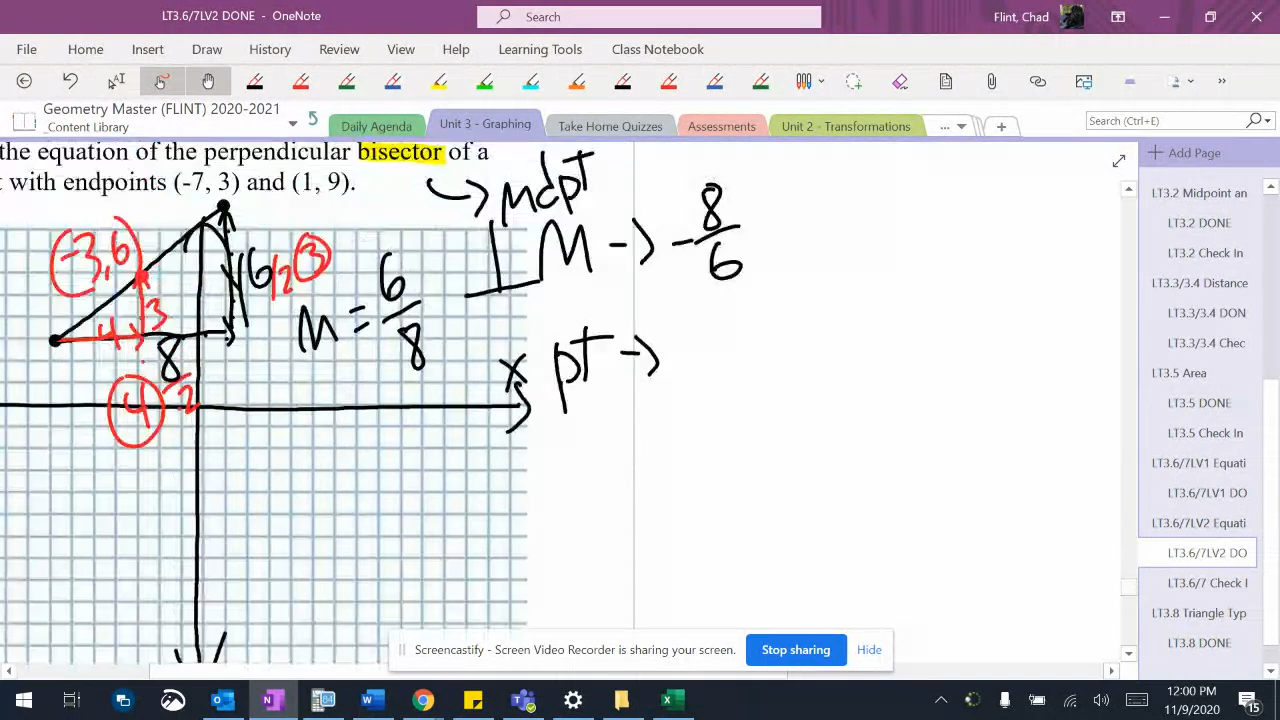 LT3.6/7LV2 DONE - OneNote
Search
Flint, Chad
File Home Insert Draw History Review View Help Learning Tools Class Notebook
Geometry Master (FLINT) 2020-2021
_Content Library
Daily Agenda
Unit 3 - Graphing
Take Home Quizzes
Assessments
Unit 2 - Transformations
...
Search (Ctrl+E)
Add Page
LT3.2 Midpoint an
LT3.2 DONE
LT3.2 Check In
LT3.3/3.4 Distance
LT3.3/3.4 DON
LT3.3/3.4 Chec
LT3.5 Area
LT3.5 DONE
LT3.5 Check In
LT3.6/7LV1 Equati
LT3.6/7LV1 DO
LT3.6/7LV2 Equati
LT3.6/7LV2 DO
LT3.6/7 Check I
LT3.8 Triangle Typ
LT3.8 DONE
the equation of the perpendicular bisector of a
t with endpoints (-7, 3) and (1, 9).
mdpt
M -> -8/6
(-3,6)
6/2 3
M = 6/8
4 3
8
4 /2
x
pt ->
Screencastify - Screen Video Recorder is sharing your screen.
Stop sharing
Hide
12:00 PM
11/9/2020
15